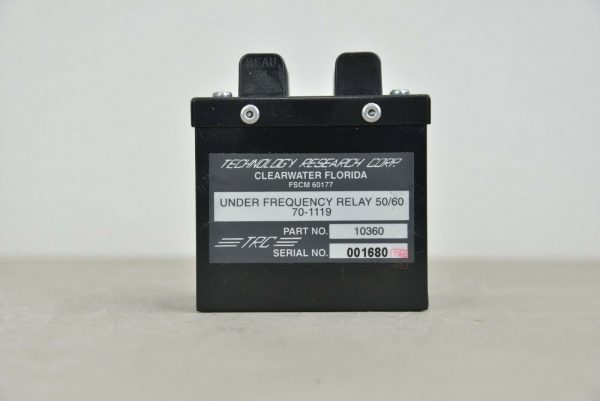 BEAU
TECHNOLOGY RESEARCH CORP.
CLEARWATER FLORIDA
FSCM 60177
UNDER FREQUENCY RELAY 50/60
70-1119
PART NO. 10360
TRC
SERIAL NO. 001680